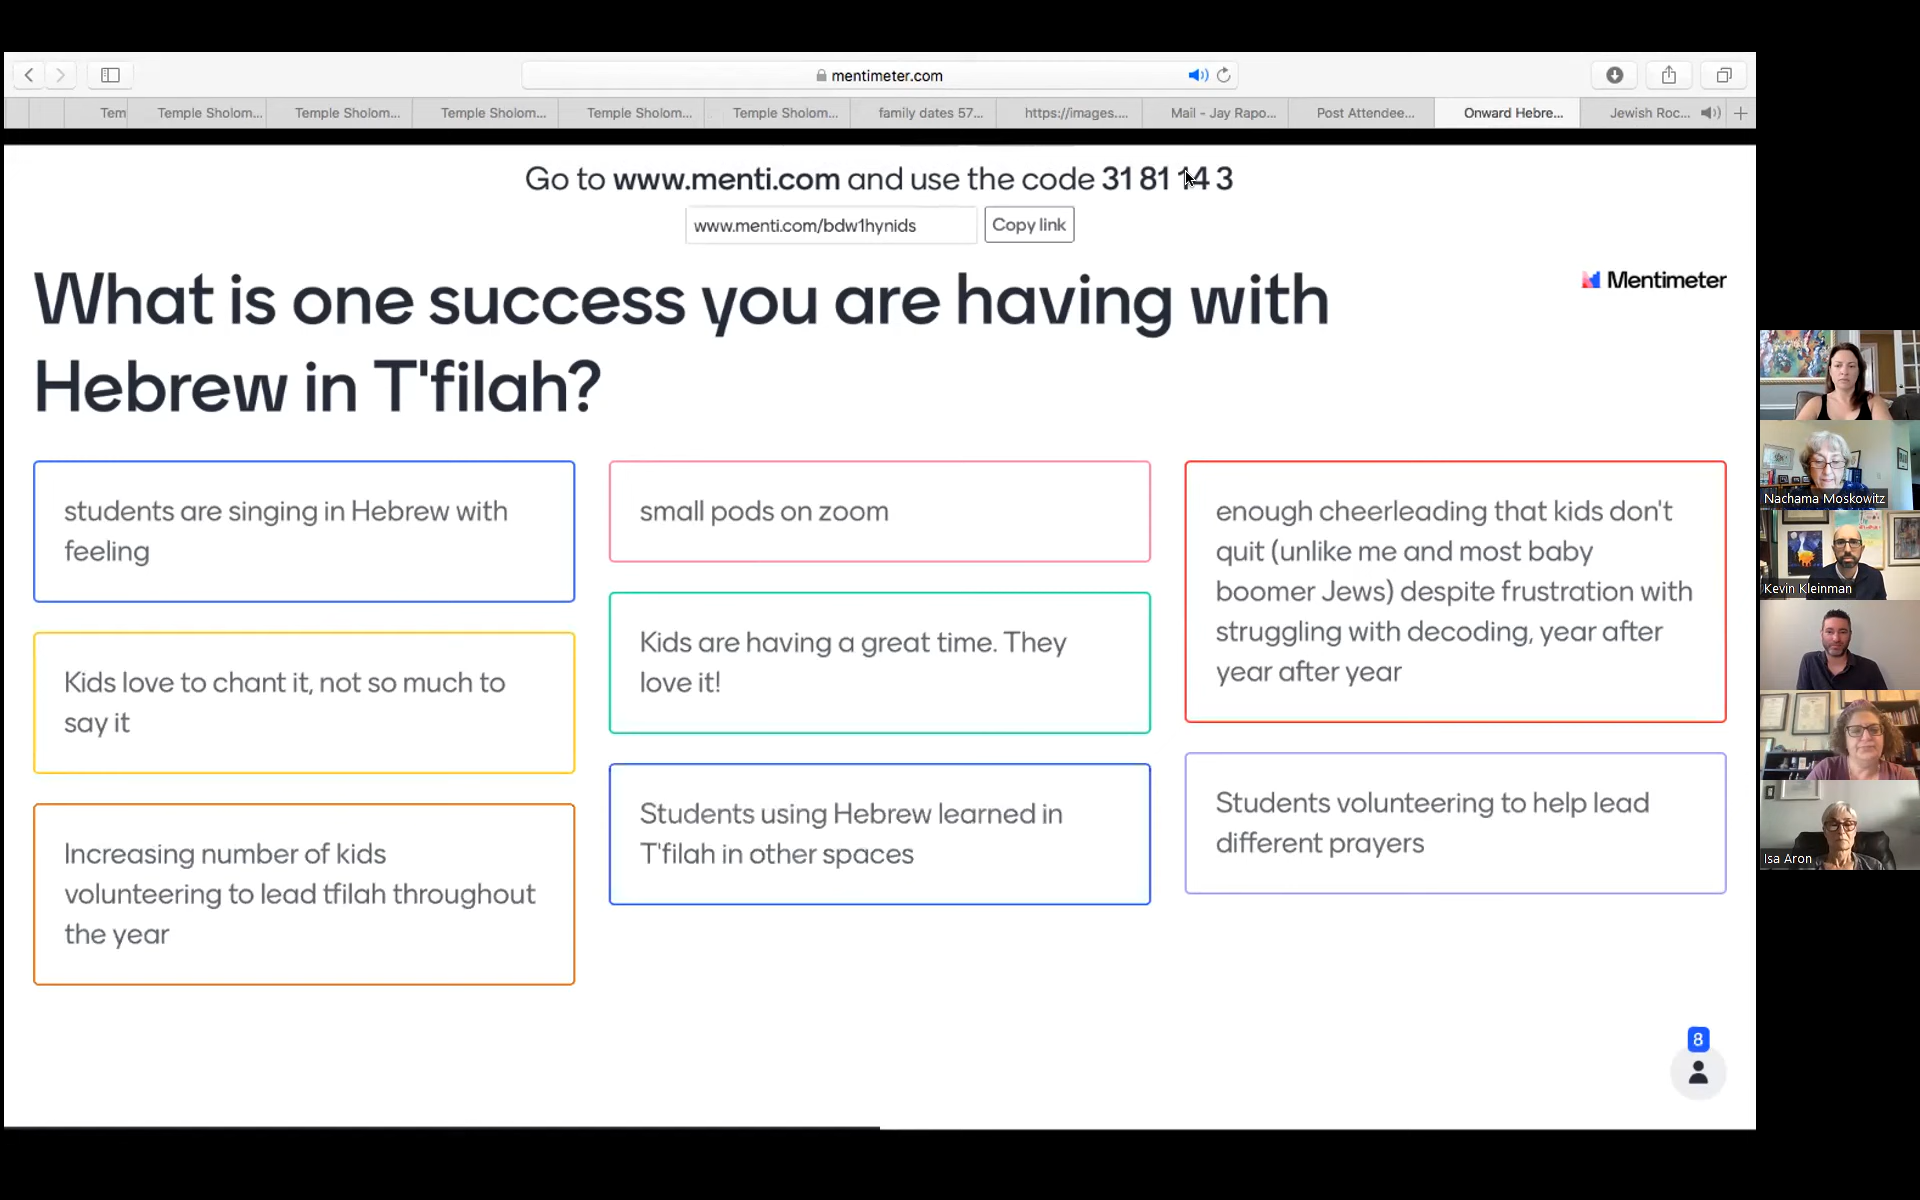 mentimeter.com
Tem
Temple Sholom...
Temple Sholom...
Temple Sholom...
Temple Sholom...
Temple Sholom...
family dates 57...
https://images....
Mail - Jay Rapo...
Post Attendee...
Onward Hebre...
Jewish Roc...
Go to www.menti.com and use the code 31 81 14 3
www.menti.com/bdw1hynids
Copy link
What is one success you are having with
Hebrew in T'filah?
Mentimeter
students are singing in Hebrew with
feeling
Kids love to chant it, not so much to
say it
Increasing number of kids
volunteering to lead tfilah throughout
the year
small pods on zoom
Kids are having a great time. They
love it!
Students using Hebrew learned in
T'filah in other spaces
enough cheerleading that kids don't
quit (unlike me and most baby
boomer Jews) despite frustration with
struggling with decoding, year after
year after year
Students volunteering to help lead
different prayers
8
Nachama Moskowitz
Kevin Kleinman
Isa Aron